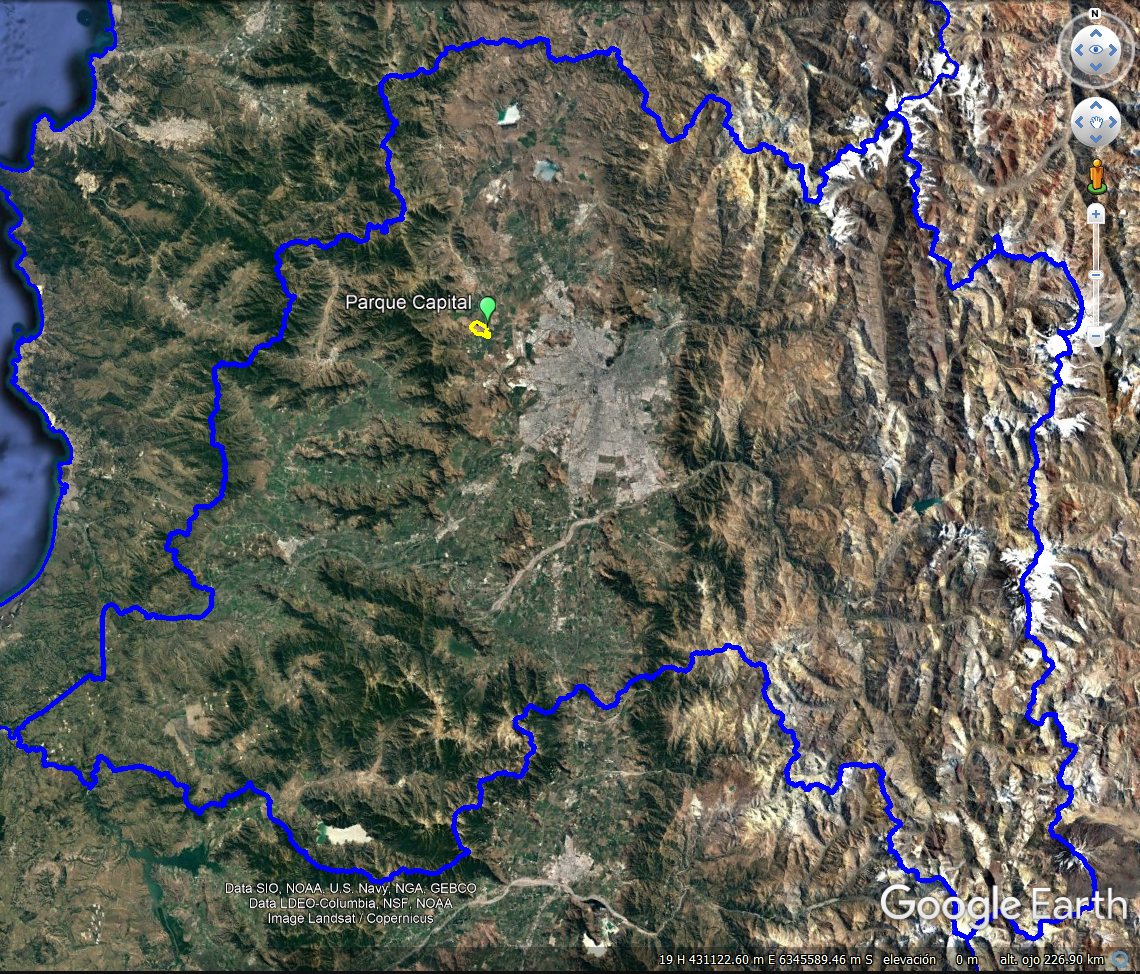 N
Parque Capital
Data SIO, NOAA, U.S. Navy, NGA, GEBCO
Data LDEO-Columbia, NSF, NOAA
Image Landsat / Copernicus
Google Earth
19 H 431122.60 m E 6345589.46 m S elevación 0 m alt. ojo 226.90 km